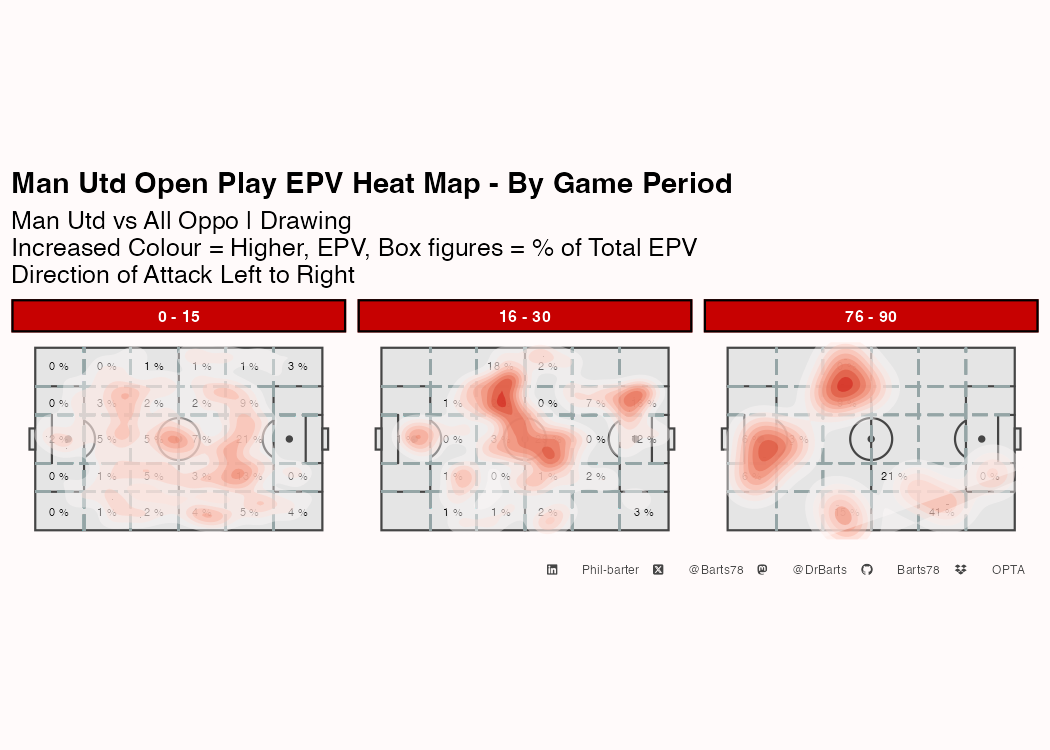 Man Utd Open Play EPV Heat Map - By Game Period
Man Utd vs All Oppo | Drawing
Increased Colour = Higher, EPV, Box figures = % of Total EPV
Direction of Attack Left to Right
0 - 15 16 - 30 76 - 90
0 % 0 % 1 % 1 % 1 % 3 % 18 % 2 %
0 % 3 % 2 % 2 % 9 % 1 % 0 % 7 %
2 % 5 % 5 % 7 % 21 % 0 % 3 0 %
0 % 1 % 5 % 3 % 0 % 1 % 0 % 2 % 21 % 0 %
0 % 1 % 2 % 4 % 5 % 4 % 1 % 1 % 2 % 3 % 41 %
Phil-barter @Barts78 @DrBarts Barts78 OPTA